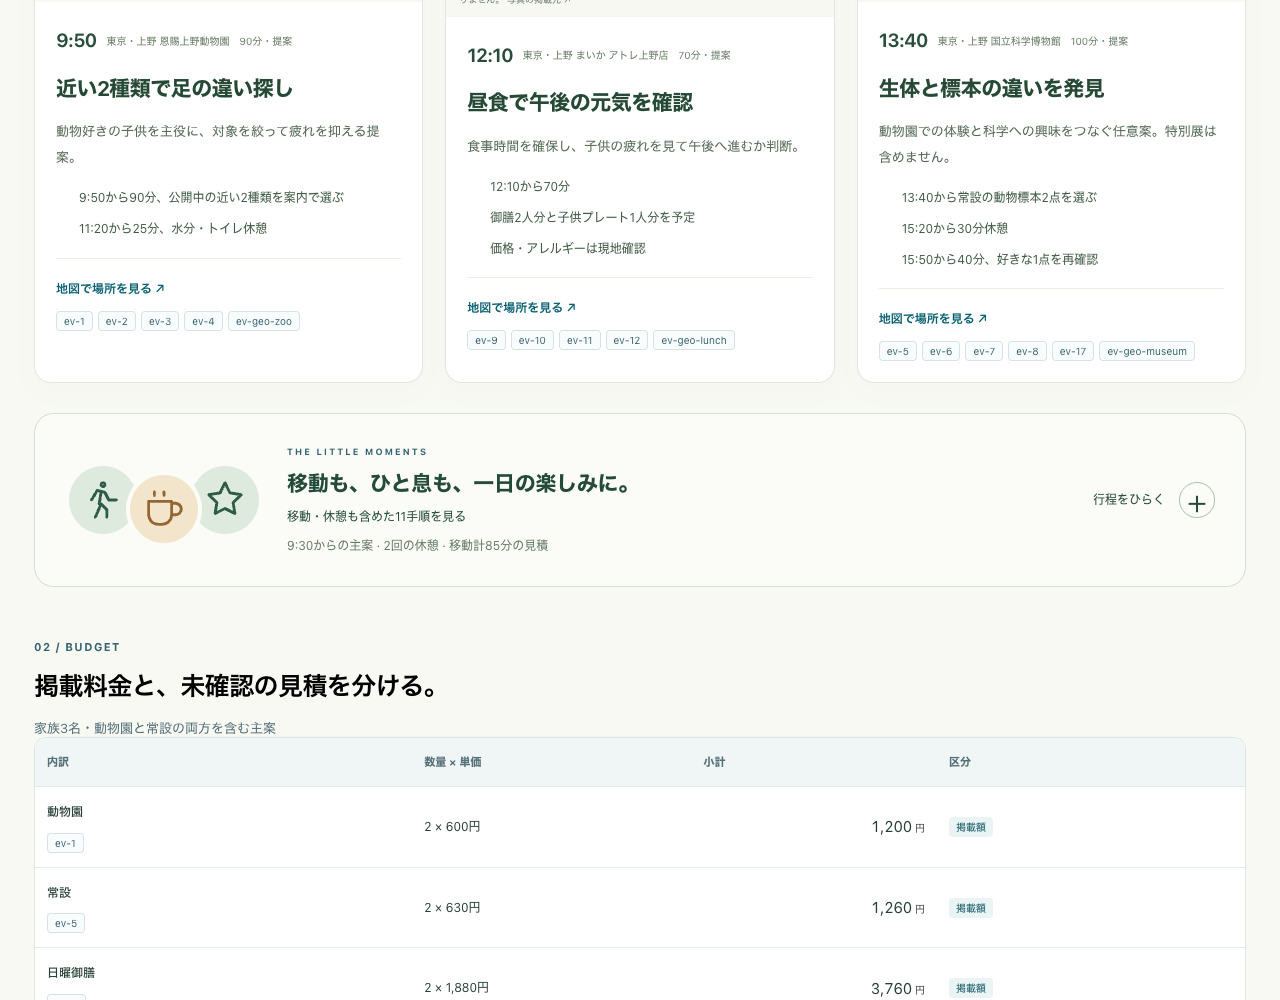 りません。 写真の掲載元 ↗
9:50 東京・上野 恩賜上野動物園 90分・提案
近い2種類で足の違い探し
動物好きの子供を主役に、対象を絞って疲れを抑える提
案。
9:50から90分、公開中の近い2種類を案内で選ぶ
11:20から25分、水分・トイレ休憩
地図で場所を見る ↗
ev-1 ev-2 ev-3 ev-4 ev-geo-zoo
12:10 東京・上野 まいか アトレ上野店 70分・提案
昼食で午後の元気を確認
食事時間を確保し、子供の疲れを見て午後へ進むか判断。
12:10から70分
御膳2人分と子供プレート1人分を予定
価格・アレルギーは現地確認
地図で場所を見る ↗
ev-9 ev-10 ev-11 ev-12 ev-geo-lunch
13:40 東京・上野 国立科学博物館 100分・提案
生体と標本の違いを発見
動物園での体験と科学への興味をつなぐ任意案。特別展は
含めません。
13:40から常設の動物標本2点を選ぶ
15:20から30分休憩
15:50から40分、好きな1点を再確認
地図で場所を見る ↗
ev-5 ev-6 ev-7 ev-8 ev-17 ev-geo-museum
THE LITTLE MOMENTS
移動も、ひと息も、一日の楽しみに。
移動・休憩も含めた11手順を見る
9:30からの主案 · 2回の休憩 · 移動計85分の見積
行程をひらく
02 / BUDGET
掲載料金と、未確認の見積を分ける。
家族3名・動物園と常設の両方を含む主案
内訳 数量 × 単価 小計 区分
動物園
ev-1
2 × 600円 1,200 円 掲載額
常設
ev-5
2 × 630円 1,260 円 掲載額
日曜御膳
2 × 1,880円 3,760 円 掲載額